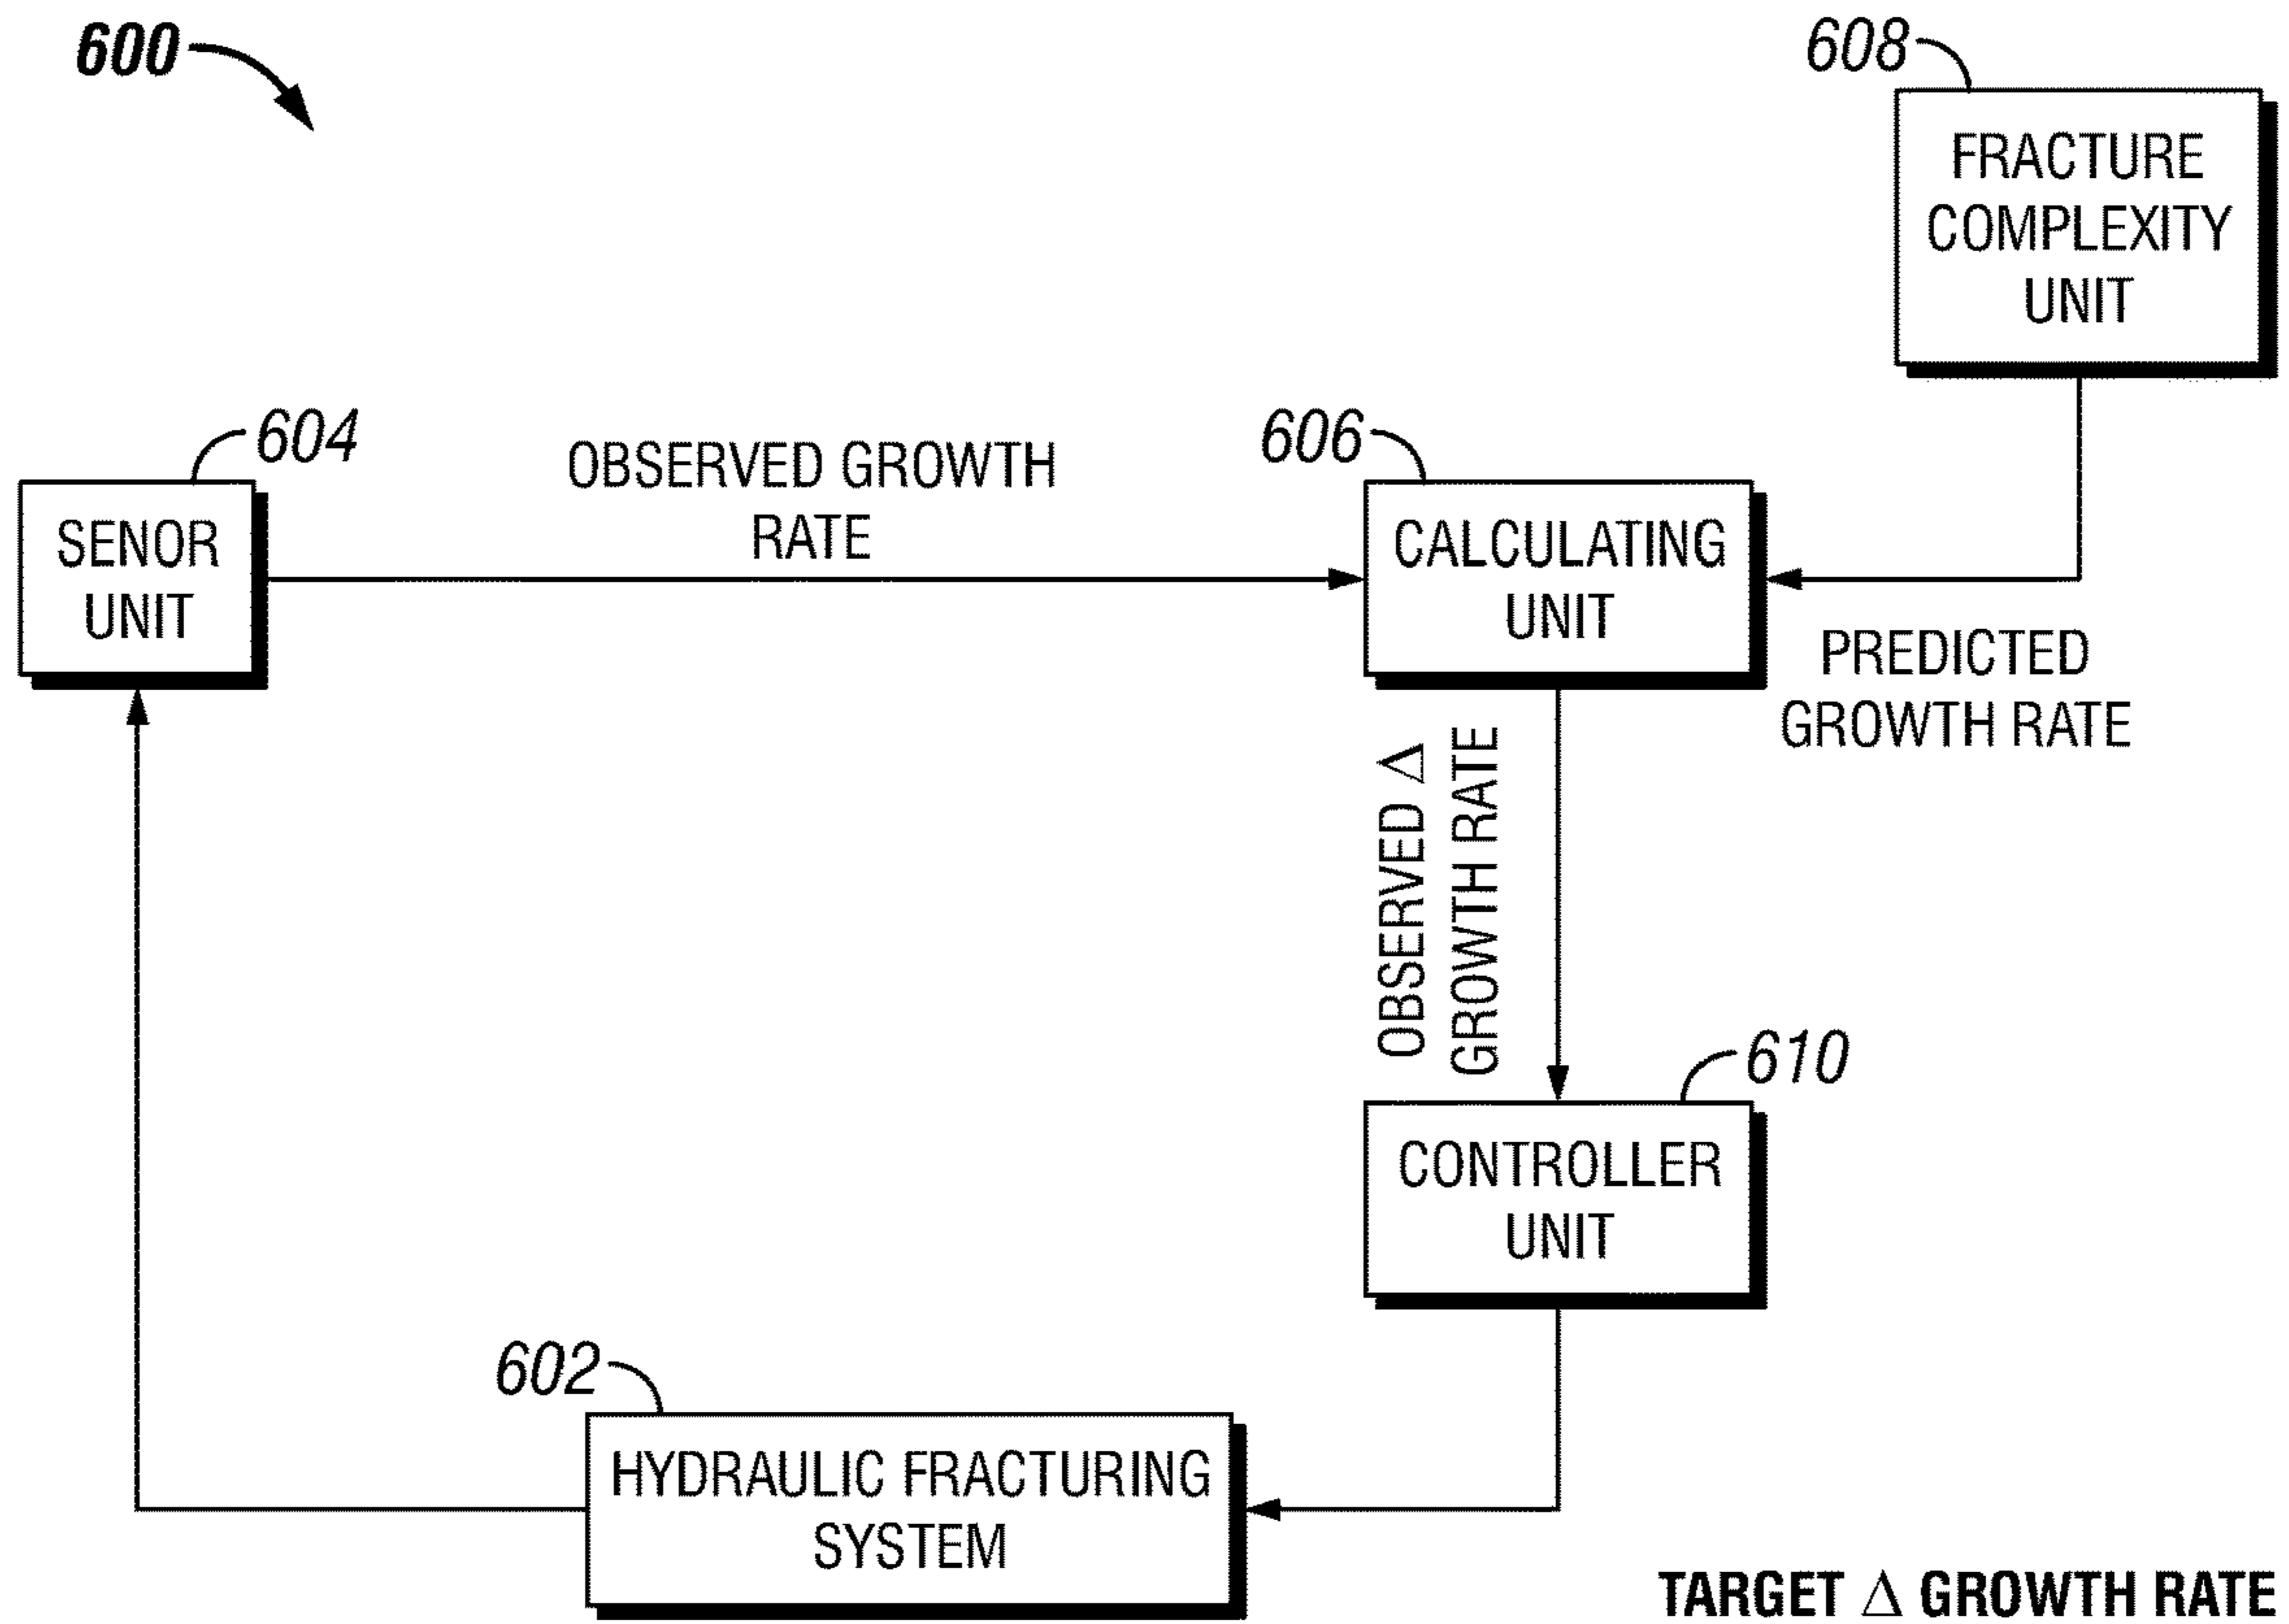 600
608
FRACTURE
COMPLEXITY
UNIT
604
OBSERVED GROWTH
RATE
606
SENOR
UNIT
CALCULATING
UNIT
PREDICTED
GROWTH RATE
OBSERVED Δ
GROWTH RATE
610
CONTROLLER
UNIT
602
HYDRAULIC FRACTURING
SYSTEM
TARGET Δ GROWTH RATE